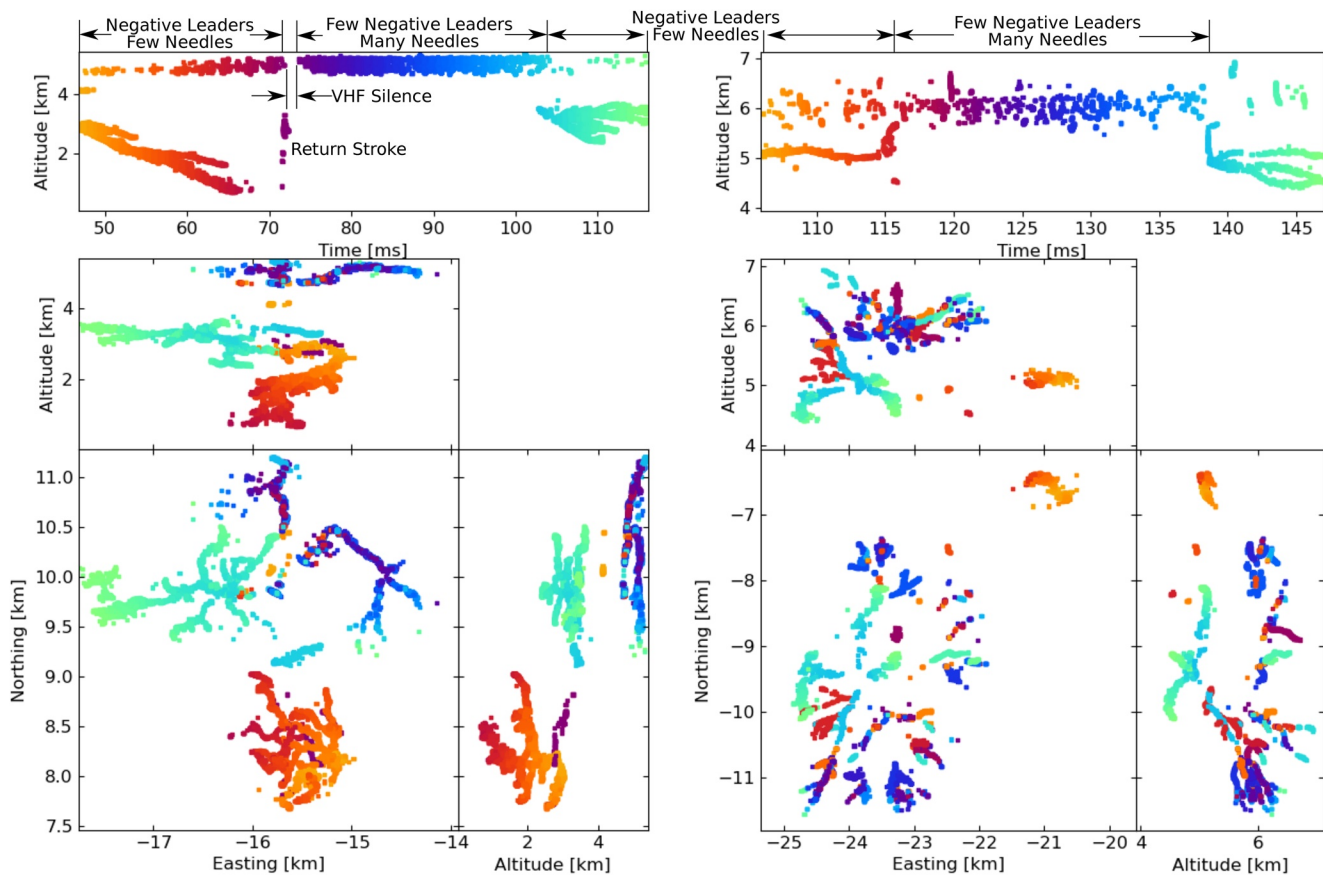 Negative Leaders
Few Needles
Few Negative Leaders
Many Needles
Negative Leaders
Few Needles
Few Negative Leaders
Many Needles
VHF Silence
Return Stroke
Altitude [km]
4
2
50
60
70
80
90
100
110
Time [ms]
Altitude [km]
7
6
5
4
110
115
120
125
130
135
140
145
Time [ms]
Altitude [km]
4
2
Altitude [km]
7
6
5
4
Northing [km]
11.0
10.5
10.0
9.5
9.0
8.5
8.0
7.5
−17
−16
−15
−14
Easting [km]
2
4
Altitude [km]
Northing [km]
−7
−8
−9
−10
−11
−25
−24
−23
−22
−21
−20
Easting [km]
4
6
Altitude [km]